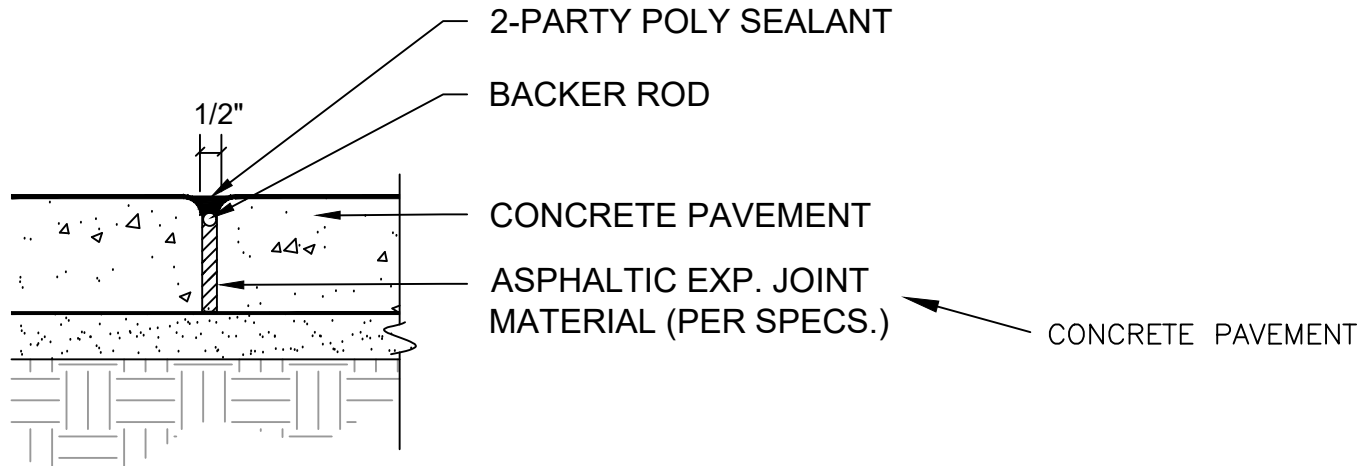 2-PARTY POLY SEALANT
BACKER ROD
1/2"
CONCRETE PAVEMENT
ASPHALTIC EXP. JOINT
MATERIAL (PER SPECS.)
CONCRETE PAVEMENT